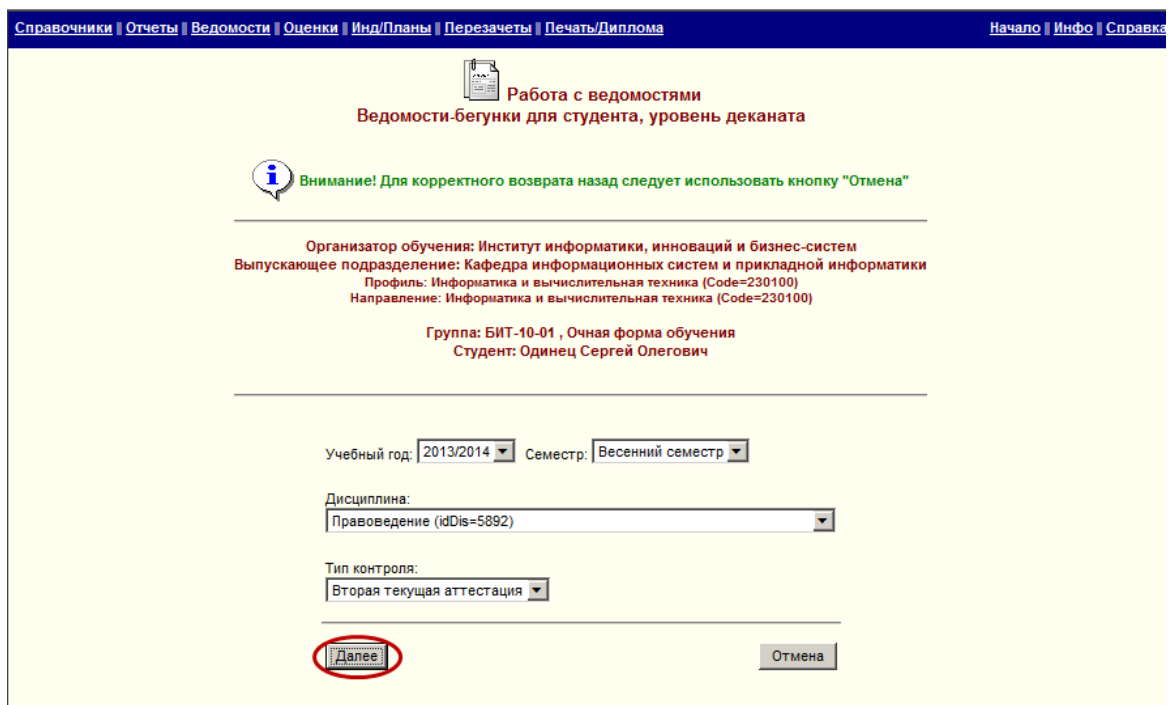 Справочники || Отчеты || Ведомости || Оценки || Инд/Планы || Перезачеты || Печать/Диплома Начало || Инфо || Справка
Работа с ведомостями
Ведомости-бегунки для студента, уровень деканата
Внимание! Для корректного возврата назад следует использовать кнопку "Отмена"
Организатор обучения: Институт информатики, инноваций и бизнес-систем
Выпускающее подразделение: Кафедра информационных систем и прикладной информатики
Профиль: Информатика и вычислительная техника (Code=230100)
Направление: Информатика и вычислительная техника (Code=230100)
Группа: БИТ-10-01 , Очная форма обучения
Студент: Одинец Сергей Олегович
Учебный год: 2013/2014 Семестр: Весенний семестр
Дисциплина:
Правоведение (idDis=5892)
Тип контроля:
Вторая текущая аттестация
Далее Отмена